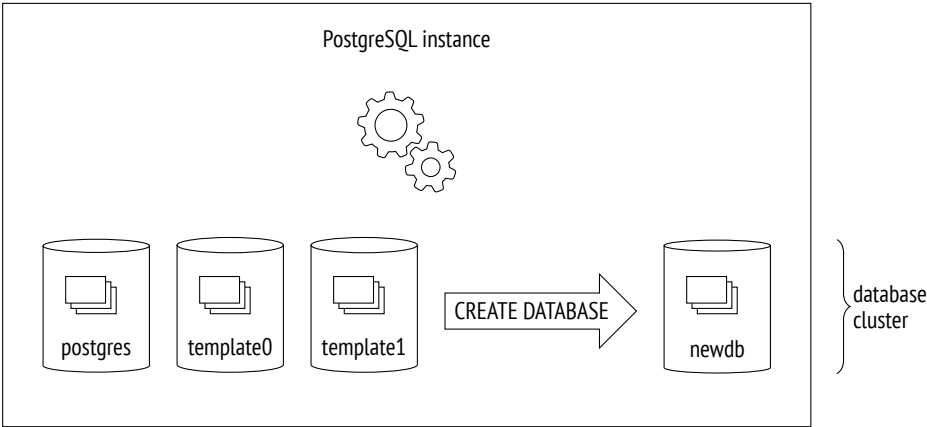 PostgreSQL instance
CREATE DATABASE
postgres
template0
template1
newdb
database
cluster